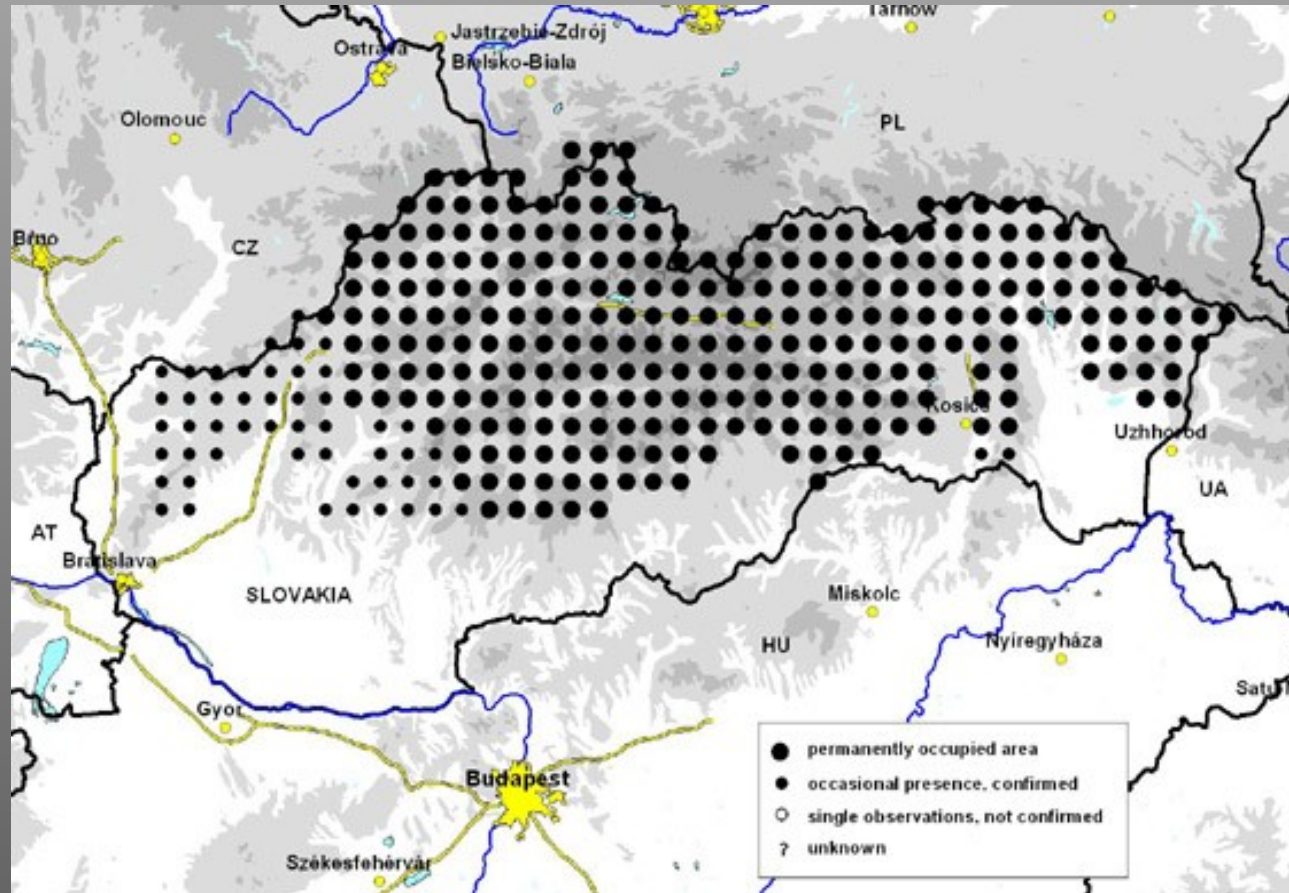 Tarnow
Jastrzebie-Zdrój
Ostrava
Bielsko-Biala
Olomouc
PL
Brno
CZ
Kosice
Uzhhorod
UA
AT
Bratislava
SLOVAKIA
Miskolc
HU
Nyíregyháza
Gyor
Budapest
Székesfehérvár
permanently occupied area
occasional presence, confirmed
single observations, not confirmed
? unknown